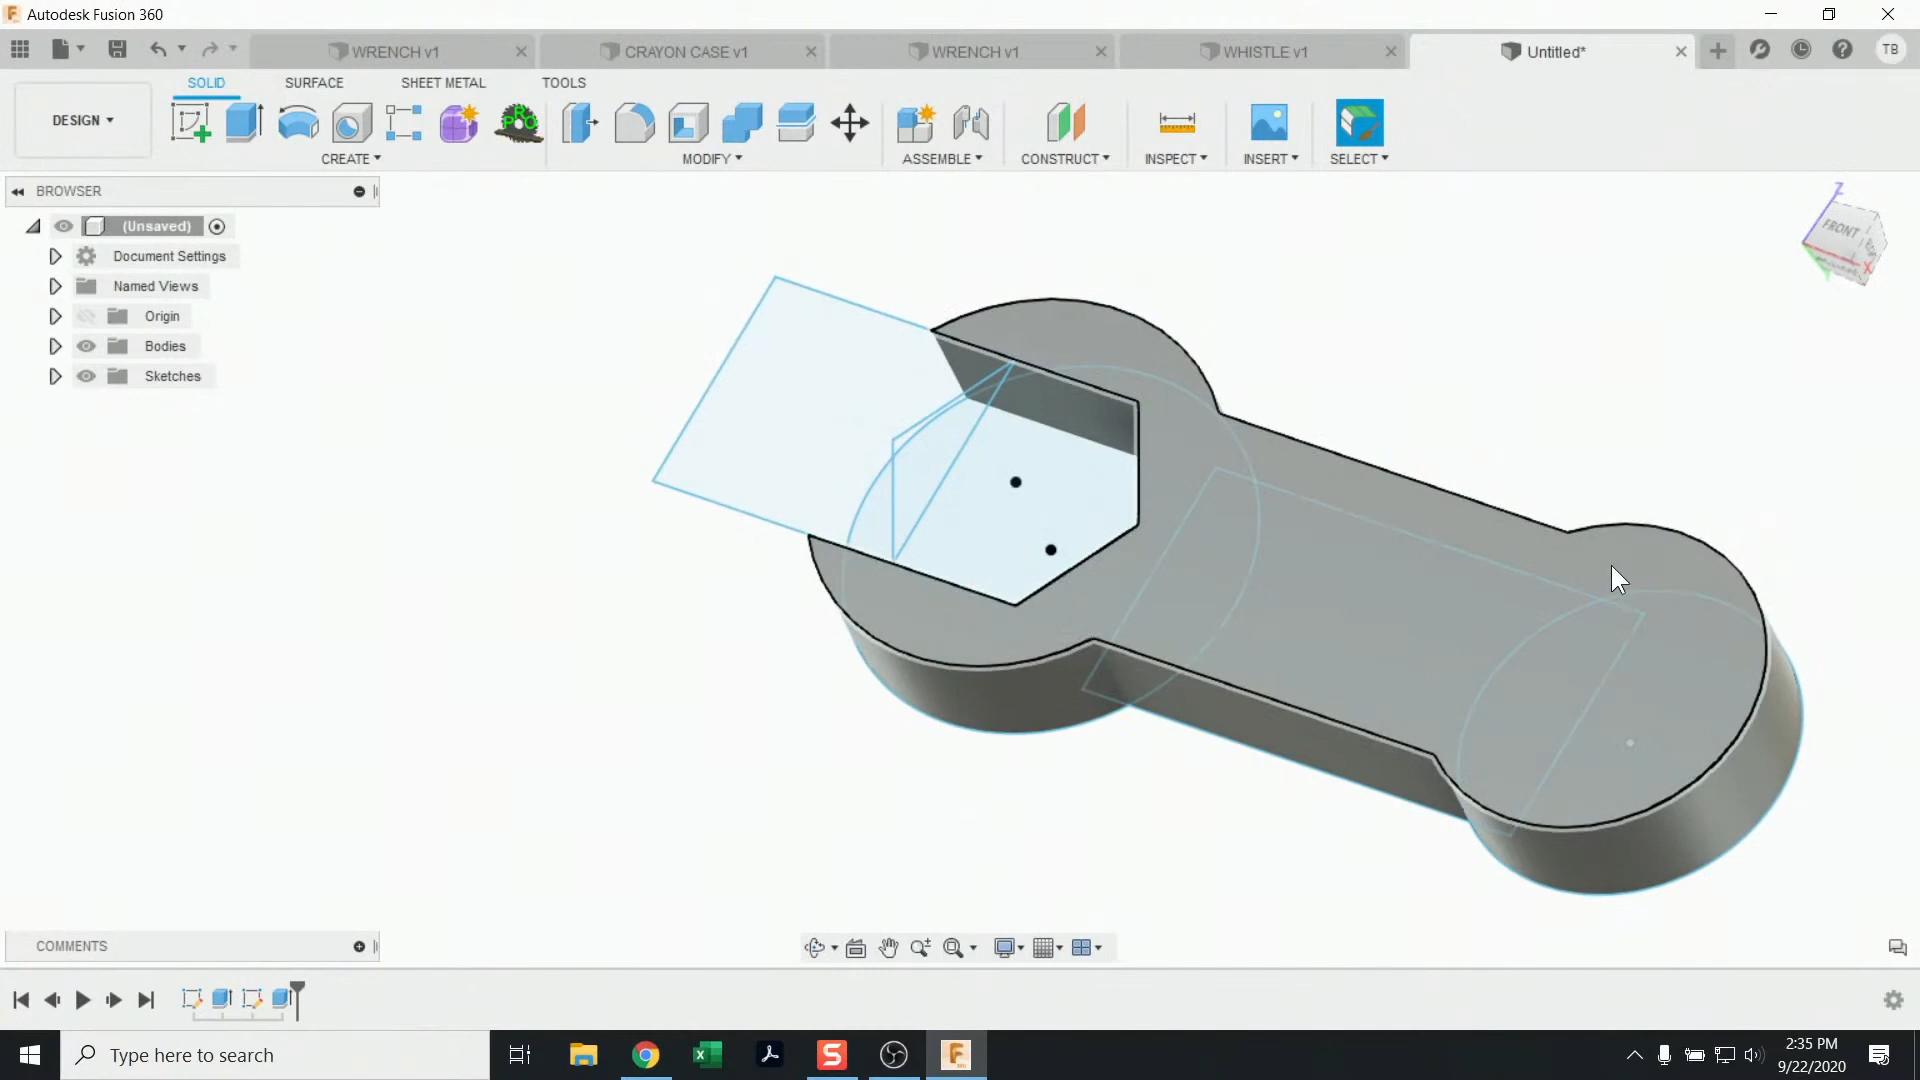 Autodesk Fusion 360
WRENCH v1
CRAYON CASE v1
WRENCH v1
WHISTLE v1
Untitled*
TB
DESIGN
SOLID
SURFACE
SHEET METAL
TOOLS
CREATE
MODIFY
ASSEMBLE
CONSTRUCT
INSPECT
INSERT
SELECT
PRO
BROWSER
(Unsaved)
Document Settings
Named Views
Origin
Bodies
Sketches
Z
FRONT
X
COMMENTS
Type here to search
2:35 PM
9/22/2020